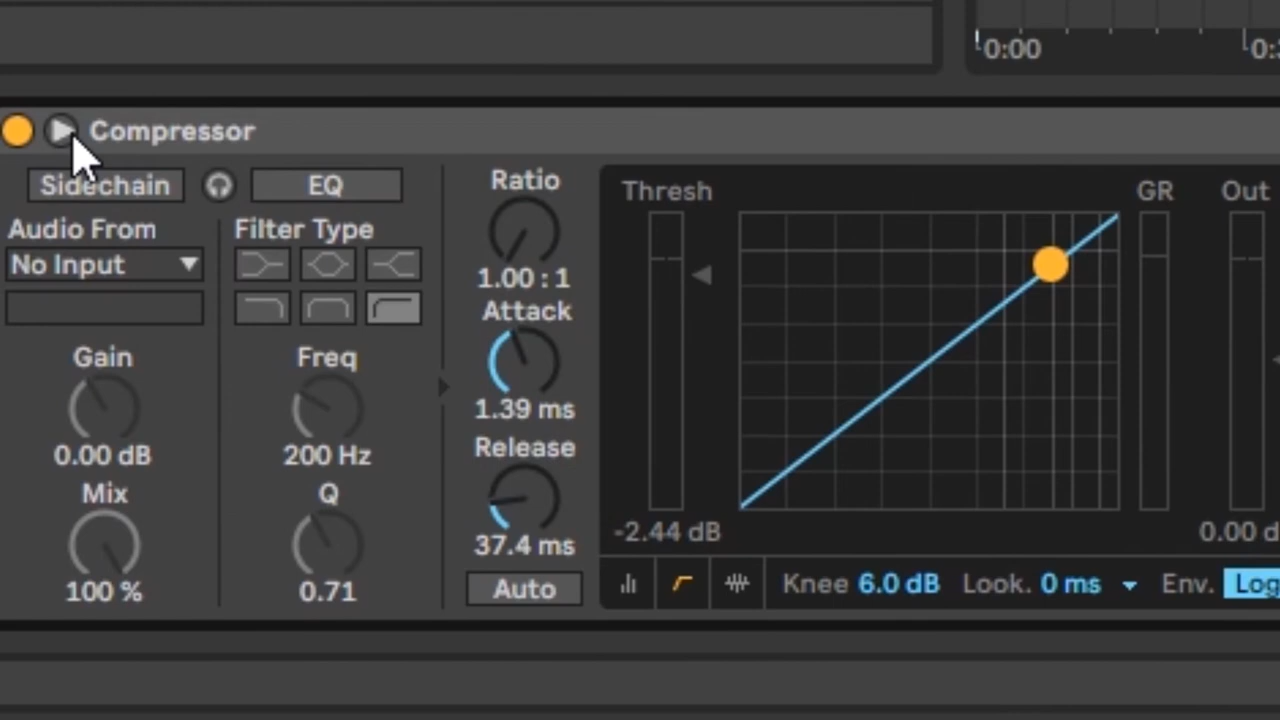 0:00
Compressor
Sidechain
EQ
Audio From
No Input
Filter Type
Gain
0.00 dB
Freq
200 Hz
Mix
100 %
Q
0.71
Ratio
1.00 : 1
Attack
1.39 ms
Release
37.4 ms
Auto
Thresh
GR
Out
-2.44 dB
0.00 d
Knee 6.0 dB
Look. 0 ms
Env. Log